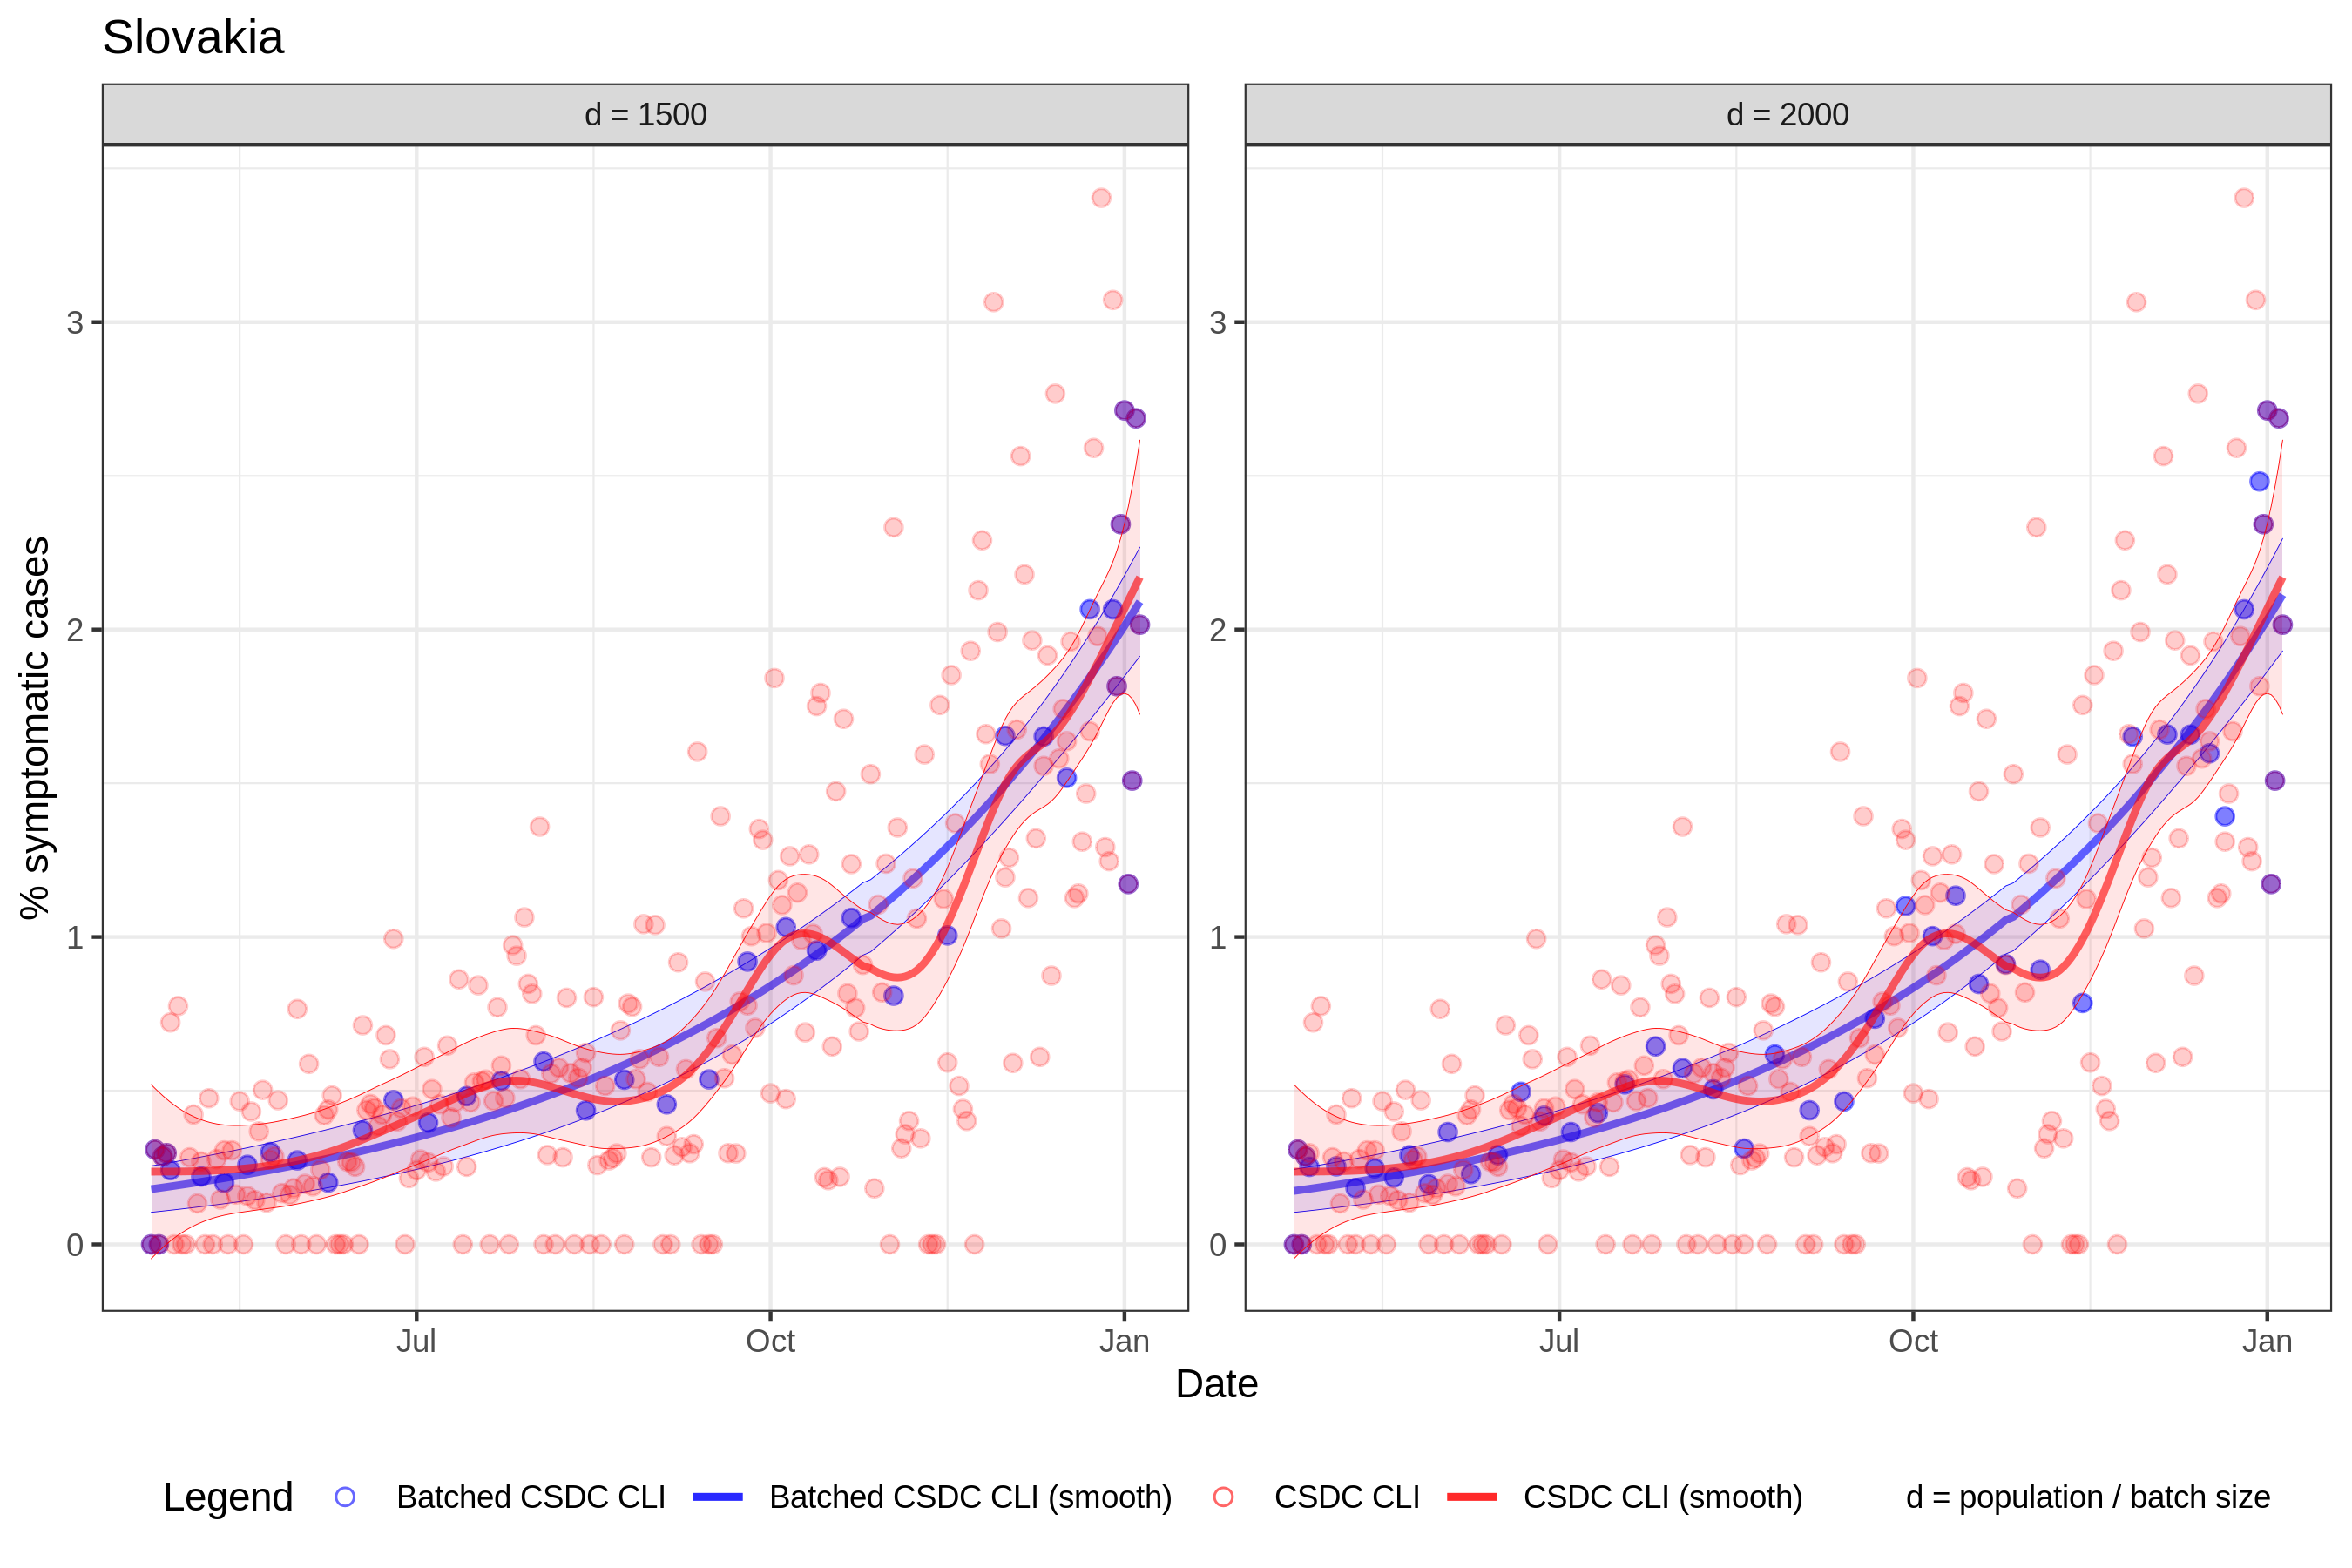 Slovakia
d = 1500
d = 2000
% symptomatic cases
3
2
1
0
3
2
1
0
Jul
Oct
Jan
Jul
Oct
Jan
Date
Legend
Batched CSDC CLI
Batched CSDC CLI (smooth)
CSDC CLI
CSDC CLI (smooth)
d = population / batch size